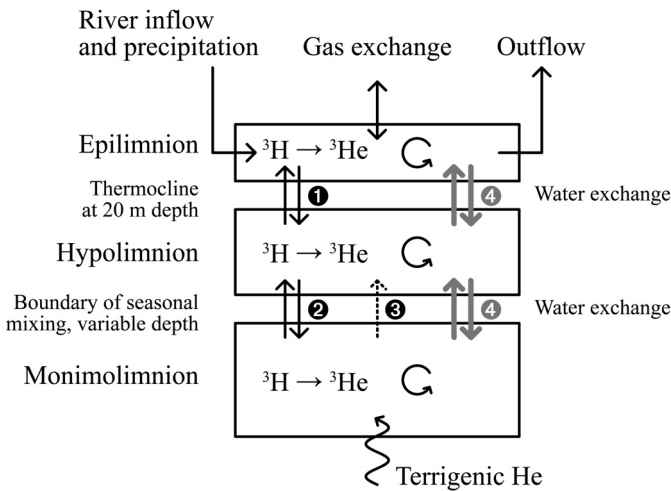 River inflow
and precipitation
Gas exchange
Outflow
Epilimnion
³H → ³He
Thermocline
at 20 m depth
❶
❹
Water exchange
Hypolimnion
³H → ³He
Boundary of seasonal
mixing, variable depth
❷
❸
❹
Water exchange
Monimolimnion
³H → ³He
Terrigenic He